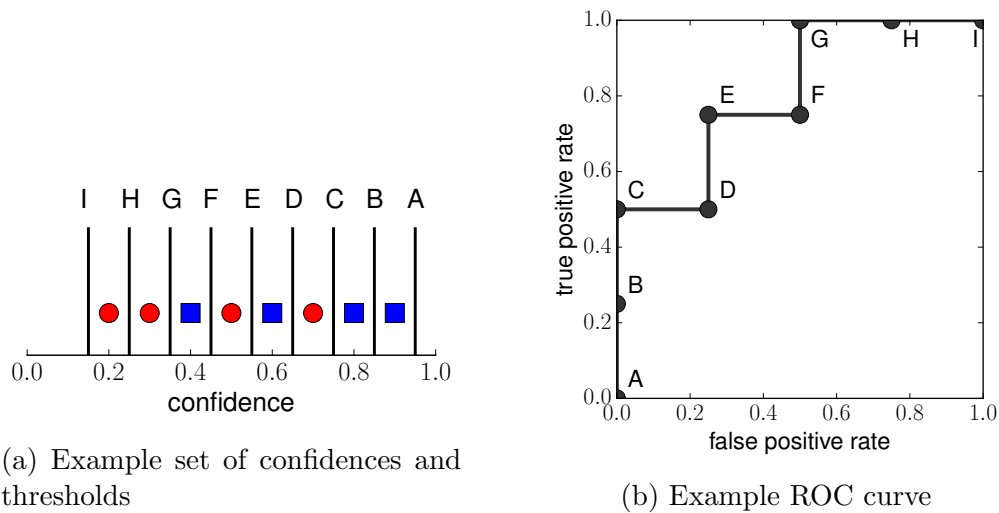 I H G F E D C B A
0.0 0.2 0.4 0.6 0.8 1.0
confidence
(a) Example set of confidences and
thresholds
true positive rate
1.0
0.8
0.6
0.4
0.2
0.0
G H I
E F
C D
B
A
0.0 0.2 0.4 0.6 0.8 1.0
false positive rate
(b) Example ROC curve